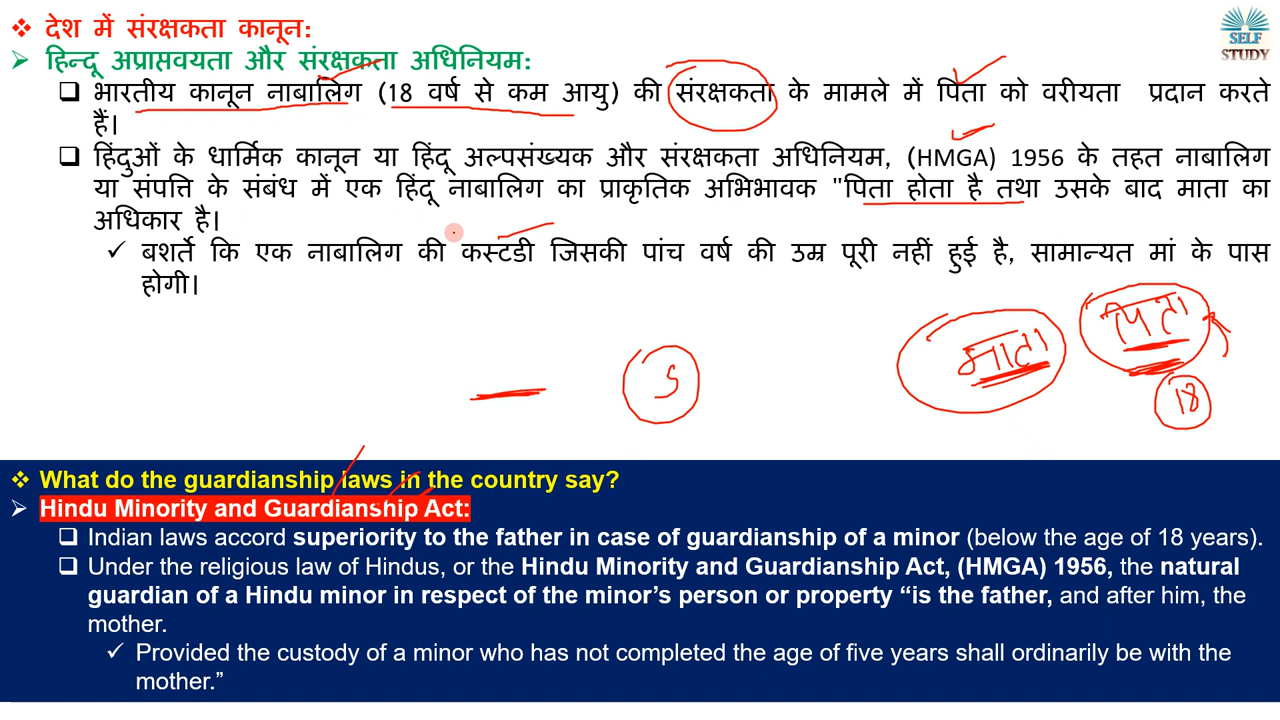 ❖ देश में संरक्षकता कानून:
SELF
STUDY
➢ हिन्दू अप्राप्तवयता और संरक्षकता अधिनियम:
❑ भारतीय कानून नाबालिग (18 वर्ष से कम आयु) की संरक्षकता के मामले में पिता को वरीयता प्रदान करते
हैं।
❑ हिंदुओं के धार्मिक कानून या हिंदू अल्पसंख्यक और संरक्षकता अधिनियम, (HMGA) 1956 के तहत नाबालिग
या संपत्ति के संबंध में एक हिंदू नाबालिग का प्राकृतिक अभिभावक "पिता होता है तथा उसके बाद माता का
अधिकार है।
✓ बशर्ते कि एक नाबालिग की कस्टडी जिसकी पांच वर्ष की उम्र पूरी नहीं हुई है, सामान्यत मां के पास
होगी।
माता पिता
5
18
❖ What do the guardianship laws in the country say?
➢ Hindu Minority and Guardianship Act:
❑ Indian laws accord superiority to the father in case of guardianship of a minor (below the age of 18 years).
❑ Under the religious law of Hindus, or the Hindu Minority and Guardianship Act, (HMGA) 1956, the natural
guardian of a Hindu minor in respect of the minor’s person or property “is the father, and after him, the
mother.
✓ Provided the custody of a minor who has not completed the age of five years shall ordinarily be with the
mother.”